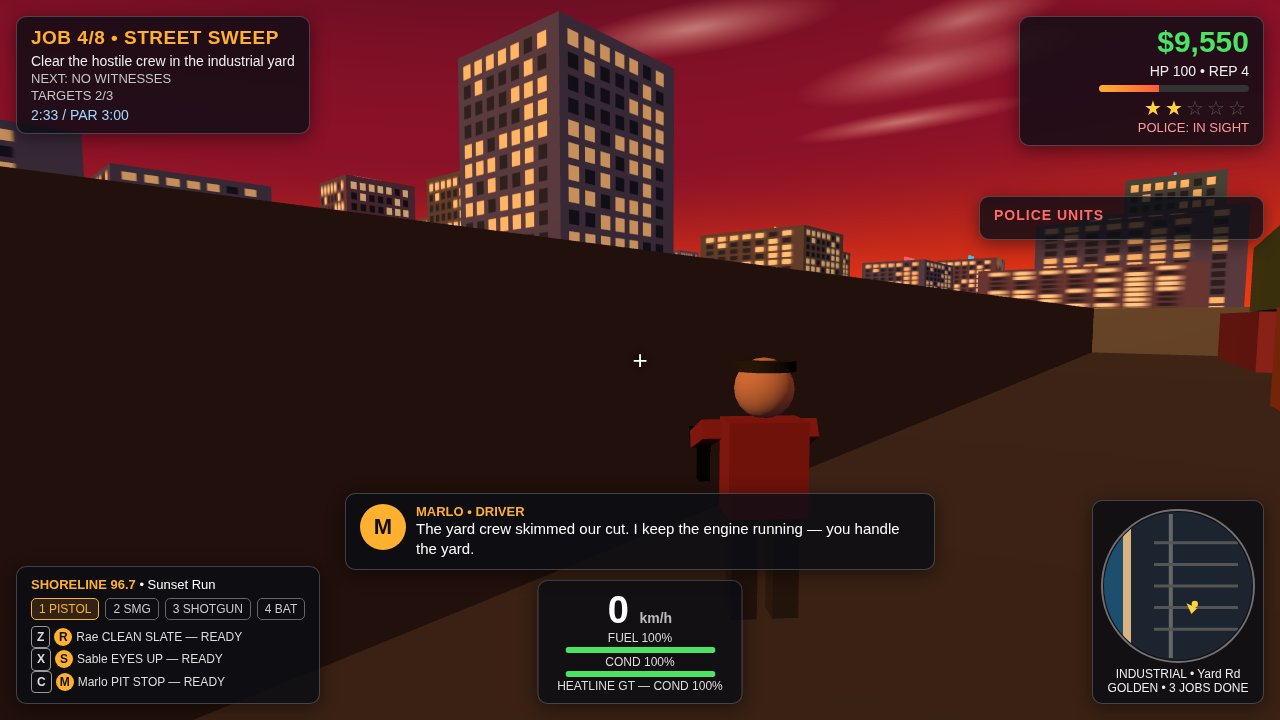 JOB 4/8 • STREET SWEEP
Clear the hostile crew in the industrial yard
NEXT: NO WITNESSES
TARGETS 2/3
2:33 / PAR 3:00
$9,550
HP 100 • REP 4
★★☆☆☆
POLICE: IN SIGHT
POLICE UNITS
M
MARLO • DRIVER
The yard crew skimmed our cut. I keep the engine running — you handle
the yard.
SHORELINE 96.7 • Sunset Run
1 PISTOL 2 SMG 3 SHOTGUN 4 BAT
Z R Rae CLEAN SLATE — READY
X S Sable EYES UP — READY
C M Marlo PIT STOP — READY
0 km/h
FUEL 100%
COND 100%
HEATLINE GT — COND 100%
INDUSTRIAL • Yard Rd
GOLDEN • 3 JOBS DONE